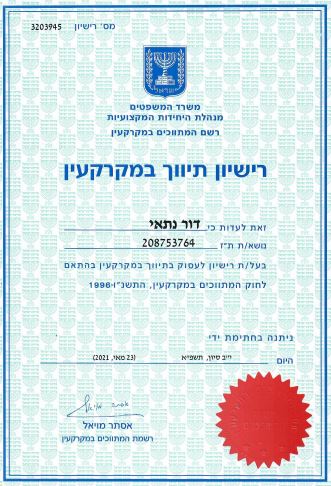 מס' רישיון 3203945
ישראל
משרד המשפטים
מנהלת היחידות המקצועיות
רשם המתווכים במקרקעין
רישיון תיווך במקרקעין
זאת לעדות כי דור נתאי
נושא/ת ת"ז 208753764
בעל/ת רישיון לעסוק בתיווך במקרקעין בהתאם
לחוק המתווכים במקרקעין, התשנ"ו-1996
ניתנה בחתימת ידי
היום י"ב סיון, תשפ"א (23 מאי, 2021)
אסתר מויאל
רשמת המתווכים במקרקעין